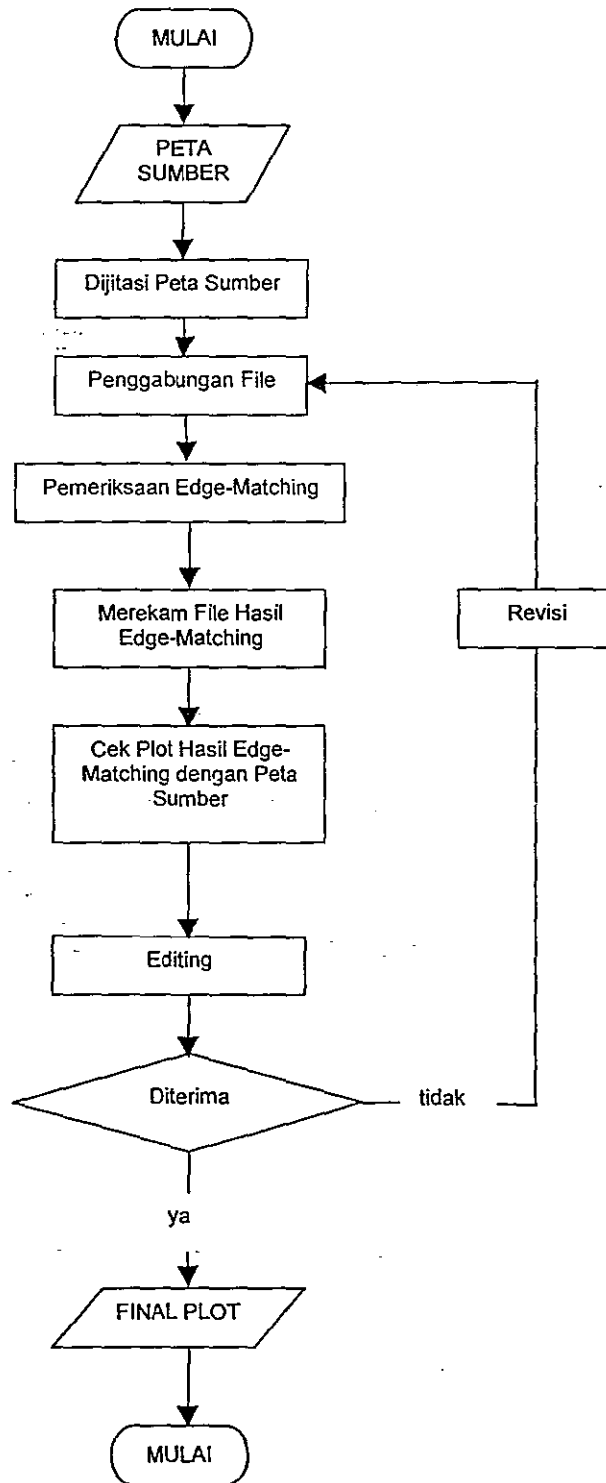 MULAI
PETA
SUMBER
Dijitasi Peta Sumber
Penggabungan File
Pemeriksaan Edge-Matching
Merekam File Hasil
Edge-Matching
Revisi
Cek Plot Hasil Edge-
Matching dengan Peta
Sumber
Editing
Diterima
tidak
ya
FINAL PLOT
MULAI